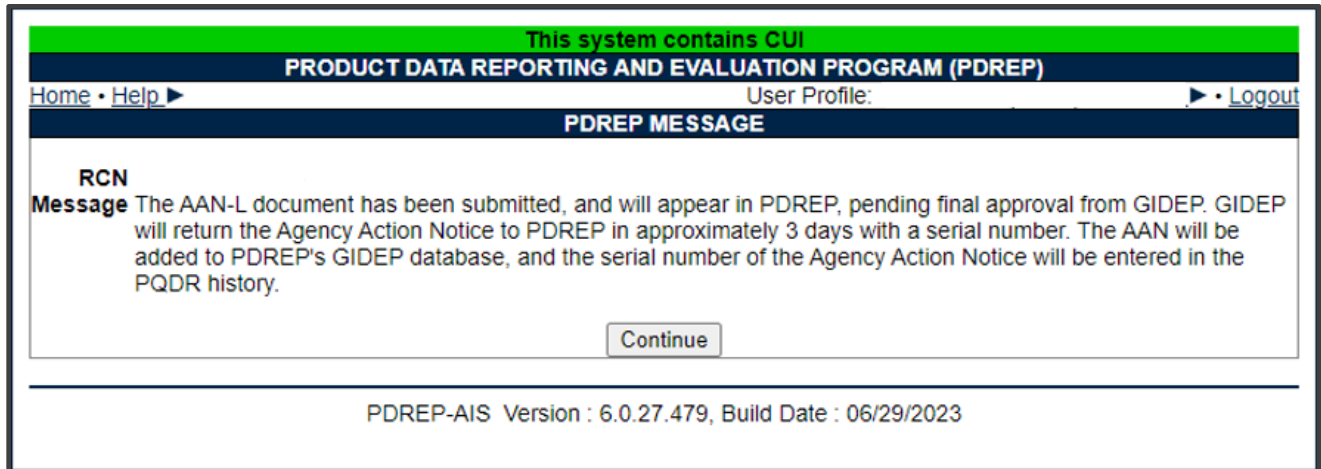 This system contains CUI
PRODUCT DATA REPORTING AND EVALUATION PROGRAM (PDREP)
Home • Help ▶ User Profile: ▶ • Logout
PDREP MESSAGE
RCN
Message The AAN-L document has been submitted, and will appear in PDREP, pending final approval from GIDEP. GIDEP
will return the Agency Action Notice to PDREP in approximately 3 days with a serial number. The AAN will be
added to PDREP's GIDEP database, and the serial number of the Agency Action Notice will be entered in the
PQDR history.
Continue
PDREP-AIS Version : 6.0.27.479, Build Date : 06/29/2023